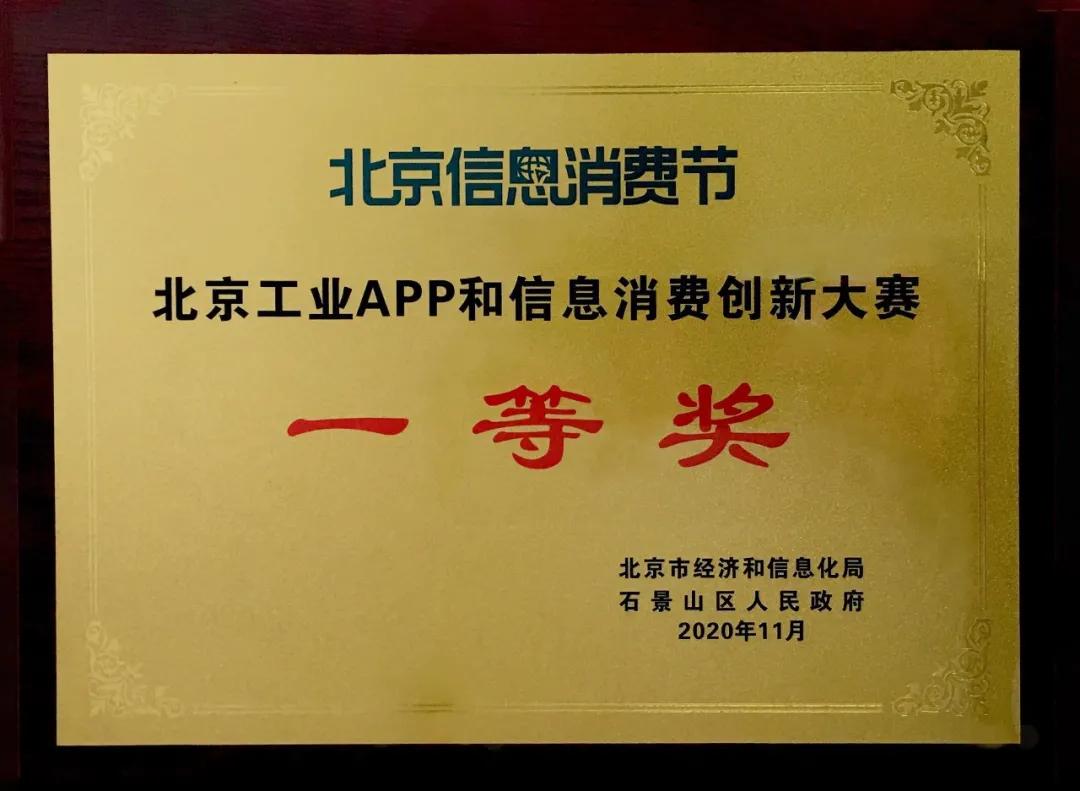 北京信息消费节
北京工业APP和信息消费创新大赛
一等奖
北京市经济和信息化局
石景山区人民政府
2020年11月